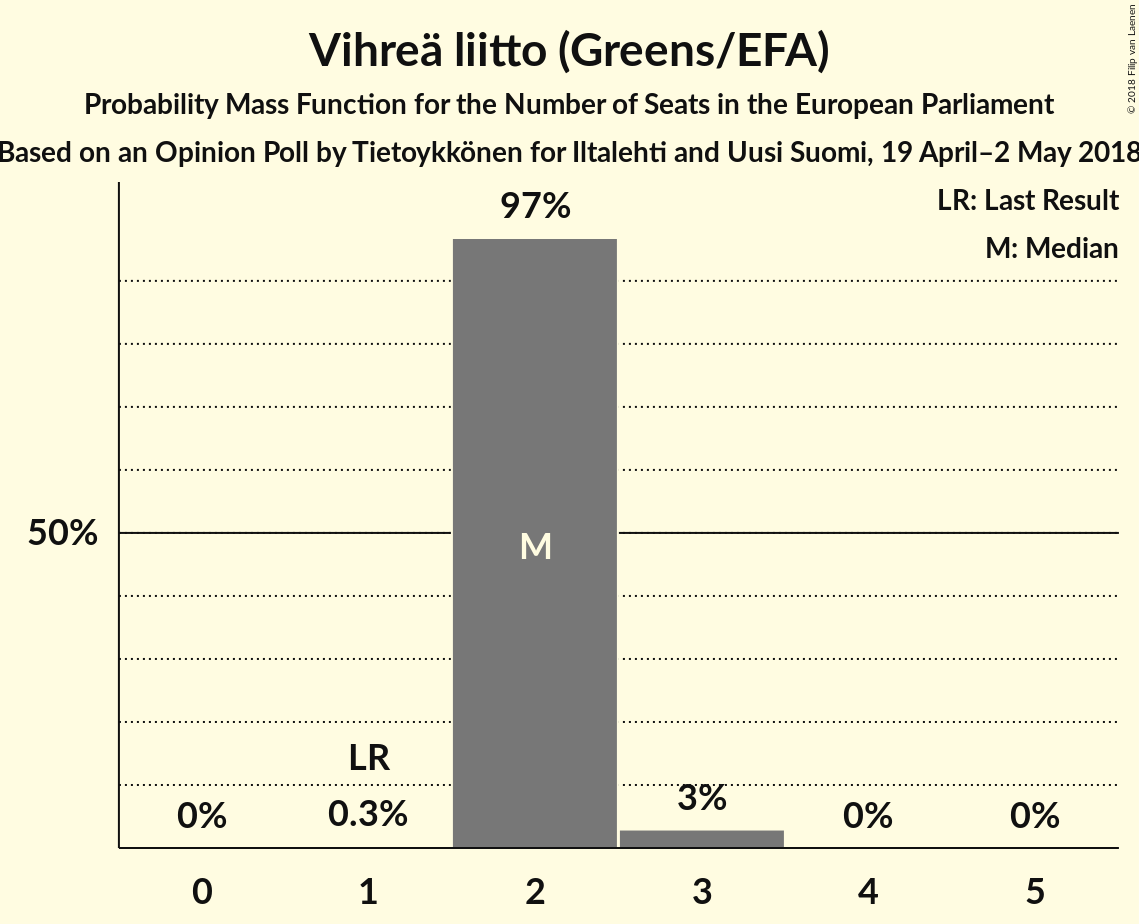 Vihreä liitto (Greens/EFA)
Probability Mass Function for the Number of Seats in the European Parliament
Based on an Opinion Poll by Tietoykkönen for Iltalehti and Uusi Suomi, 19 April–2 May 2018
© 2018 Filip van Laenen
LR: Last Result
M: Median
97%
50%
M
LR
0%
0.3%
3%
0%
0%
0 1 2 3 4 5